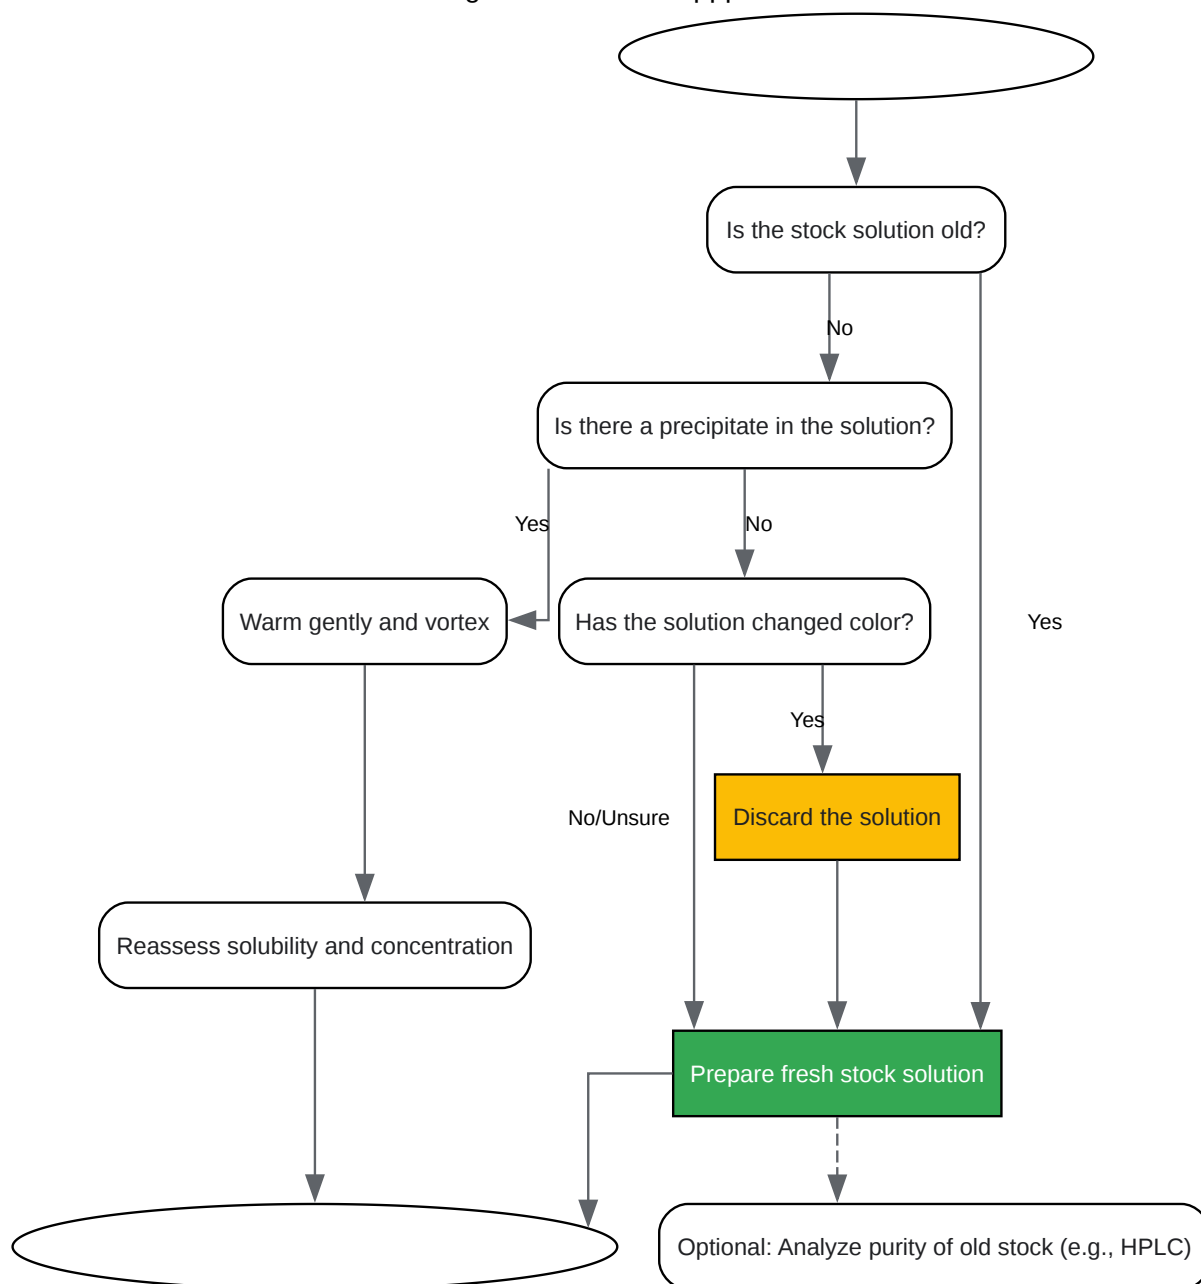 Is the stock solution old?
No
Is there a precipitate in the solution?
Yes
No
Warm gently and vortex
Has the solution changed color?
Yes
Yes
No/Unsure
Discard the solution
Reassess solubility and concentration
Prepare fresh stock solution
Optional: Analyze purity of old stock (e.g., HPLC)